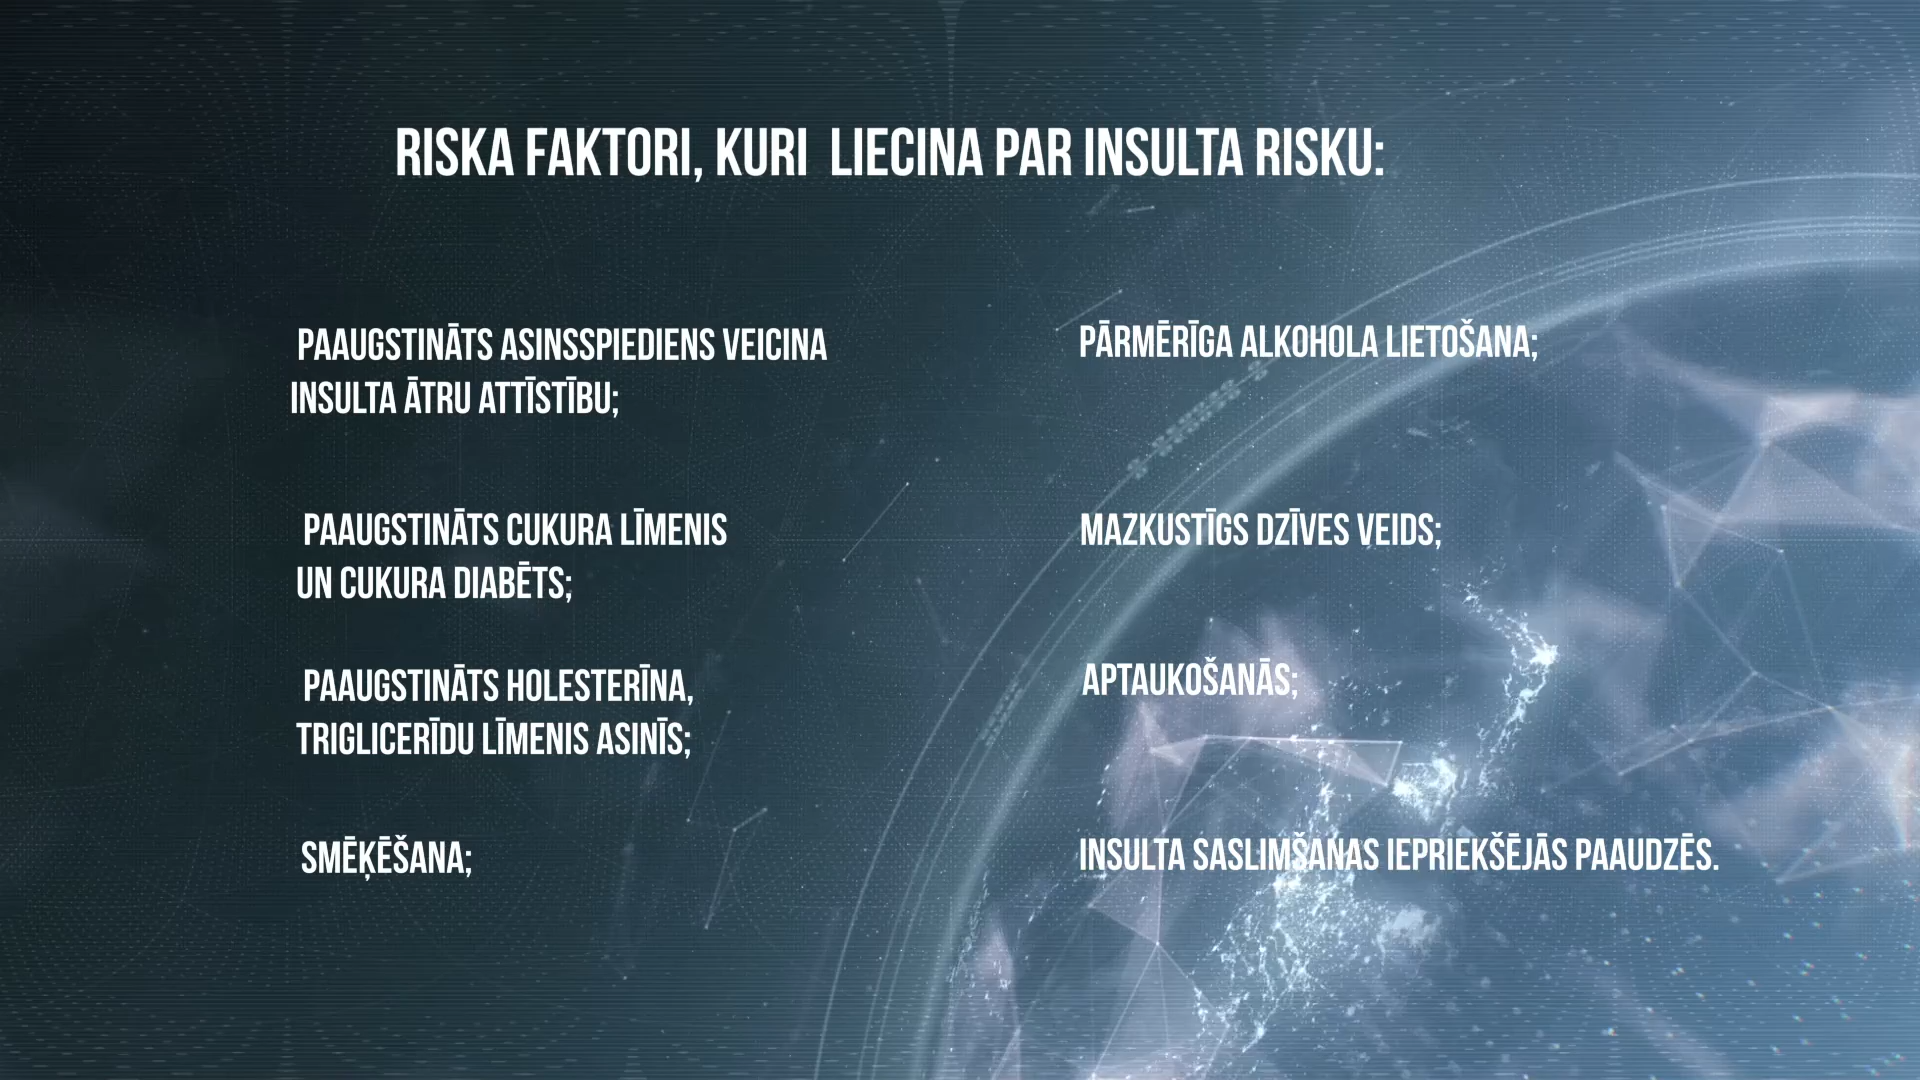 RISKA FAKTORI, KURI LIECINA PAR INSULTA RISKU:
PAAUGSTINĀTS ASINSSPIEDIENS VEICINA
INSULTA ĀTRU ATTĪSTĪBU;
PAAUGSTINĀTS CUKURA LĪMENIS
UN CUKURA DIABĒTS;
PAAUGSTINĀTS HOLESTERĪNA,
TRIGLICERĪDU LĪMENIS ASINĪS;
SMĒĶĒŠANA;
PĀRMĒRĪGA ALKOHOLA LIETOŠANA;
MAZKUSTĪGS DZĪVES VEIDS;
APTAUKOŠANĀS;
INSULTA SASLIMŠANAS IEPRIEKŠĒJĀS PAAUDZĒS.